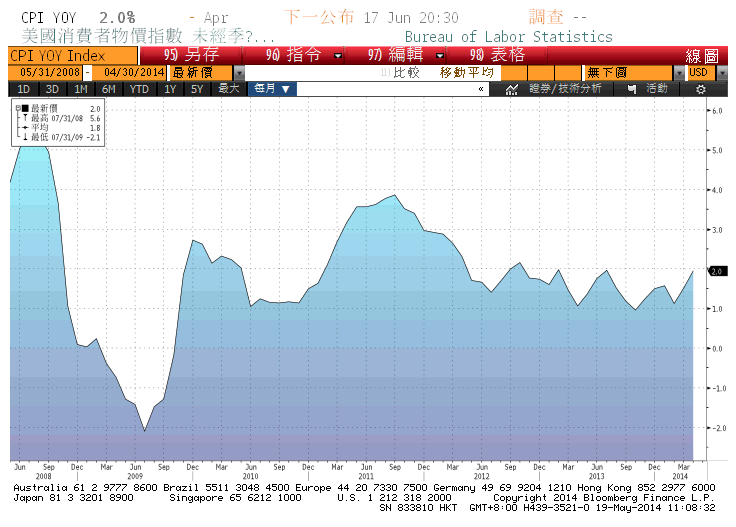 CPI YOY 2.0% - Apr 下一公布 17 Jun 20:30 調查 --
美國消費者物價指數 未經季?... Bureau of Labor Statistics
CPI YOY Index 95) 另存 96) 指令 97) 編輯 98) 表格 線圖
05/31/2008 - 04/30/2014 最新價 比較 移動平均 無下圖 USD
1D 3D 1M 6M YTD 1Y 5Y 最大 每月 ▼ « 證券/技術分析 活動
最新價 2.0
最高 07/31/08 5.6
平均 1.8
最低 07/31/09 -2.1
6.0
5.0
4.0
3.0
2.0
1.0
0.0
-1.0
-2.0
Jun Sep Dec Mar Jun Sep Dec Mar Jun Sep Dec Mar Jun Sep Dec Mar Jun Sep Dec Mar Jun Sep Dec Mar
2008 2009 2010 2011 2012 2013 2014
Australia 61 2 9777 8600 Brazil 5511 3048 4500 Europe 44 20 7330 7500 Germany 49 69 9204 1210 Hong Kong 852 2977 6000
Japan 81 3 3201 8900 Singapore 65 6212 1000 U.S. 1 212 318 2000 Copyright 2014 Bloomberg Finance L.P.
SN 833810 HKT GMT+8:00 H439-3521-0 19-May-2014 11:08:32